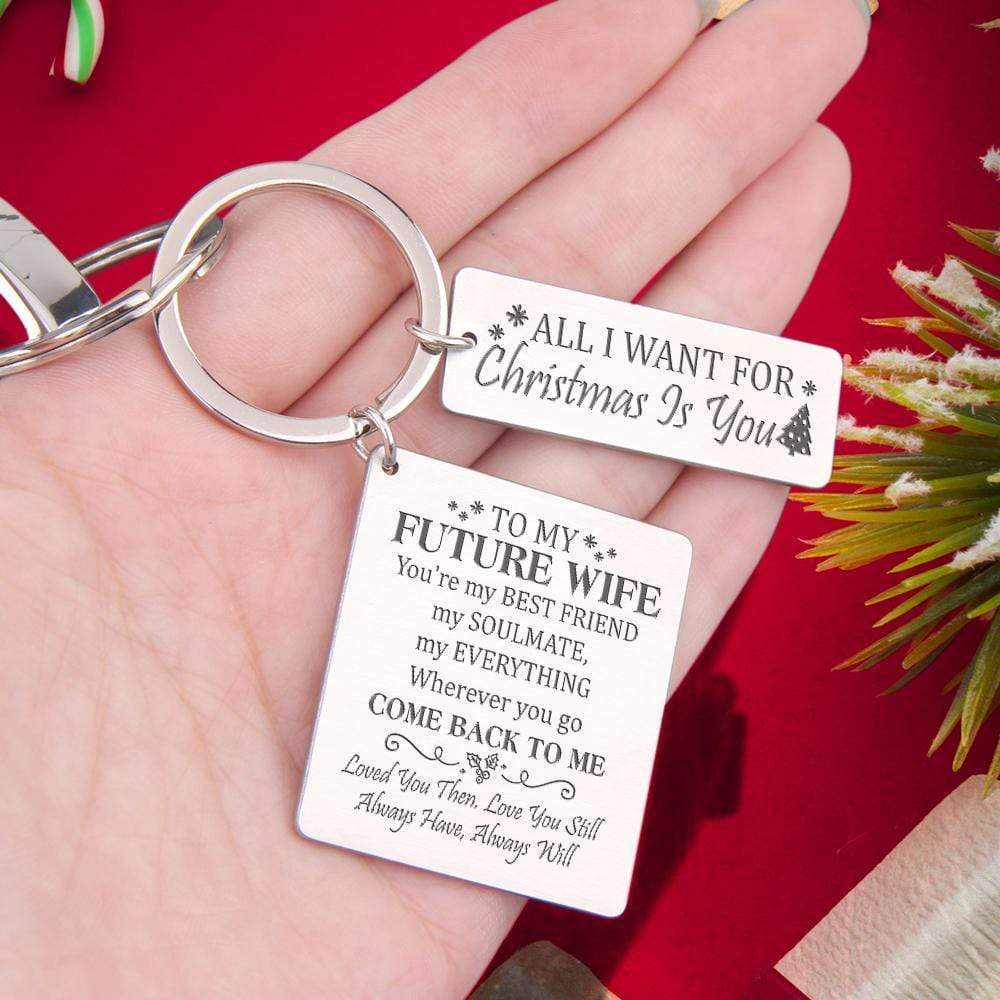 ALL I WANT FOR
Christmas Is You
TO MY
FUTURE WIFE
You're my BEST FRIEND
my SOULMATE,
my EVERYTHING
Wherever you go
COME BACK TO ME
Loved You Then, Love You Still
Always Have, Always Will